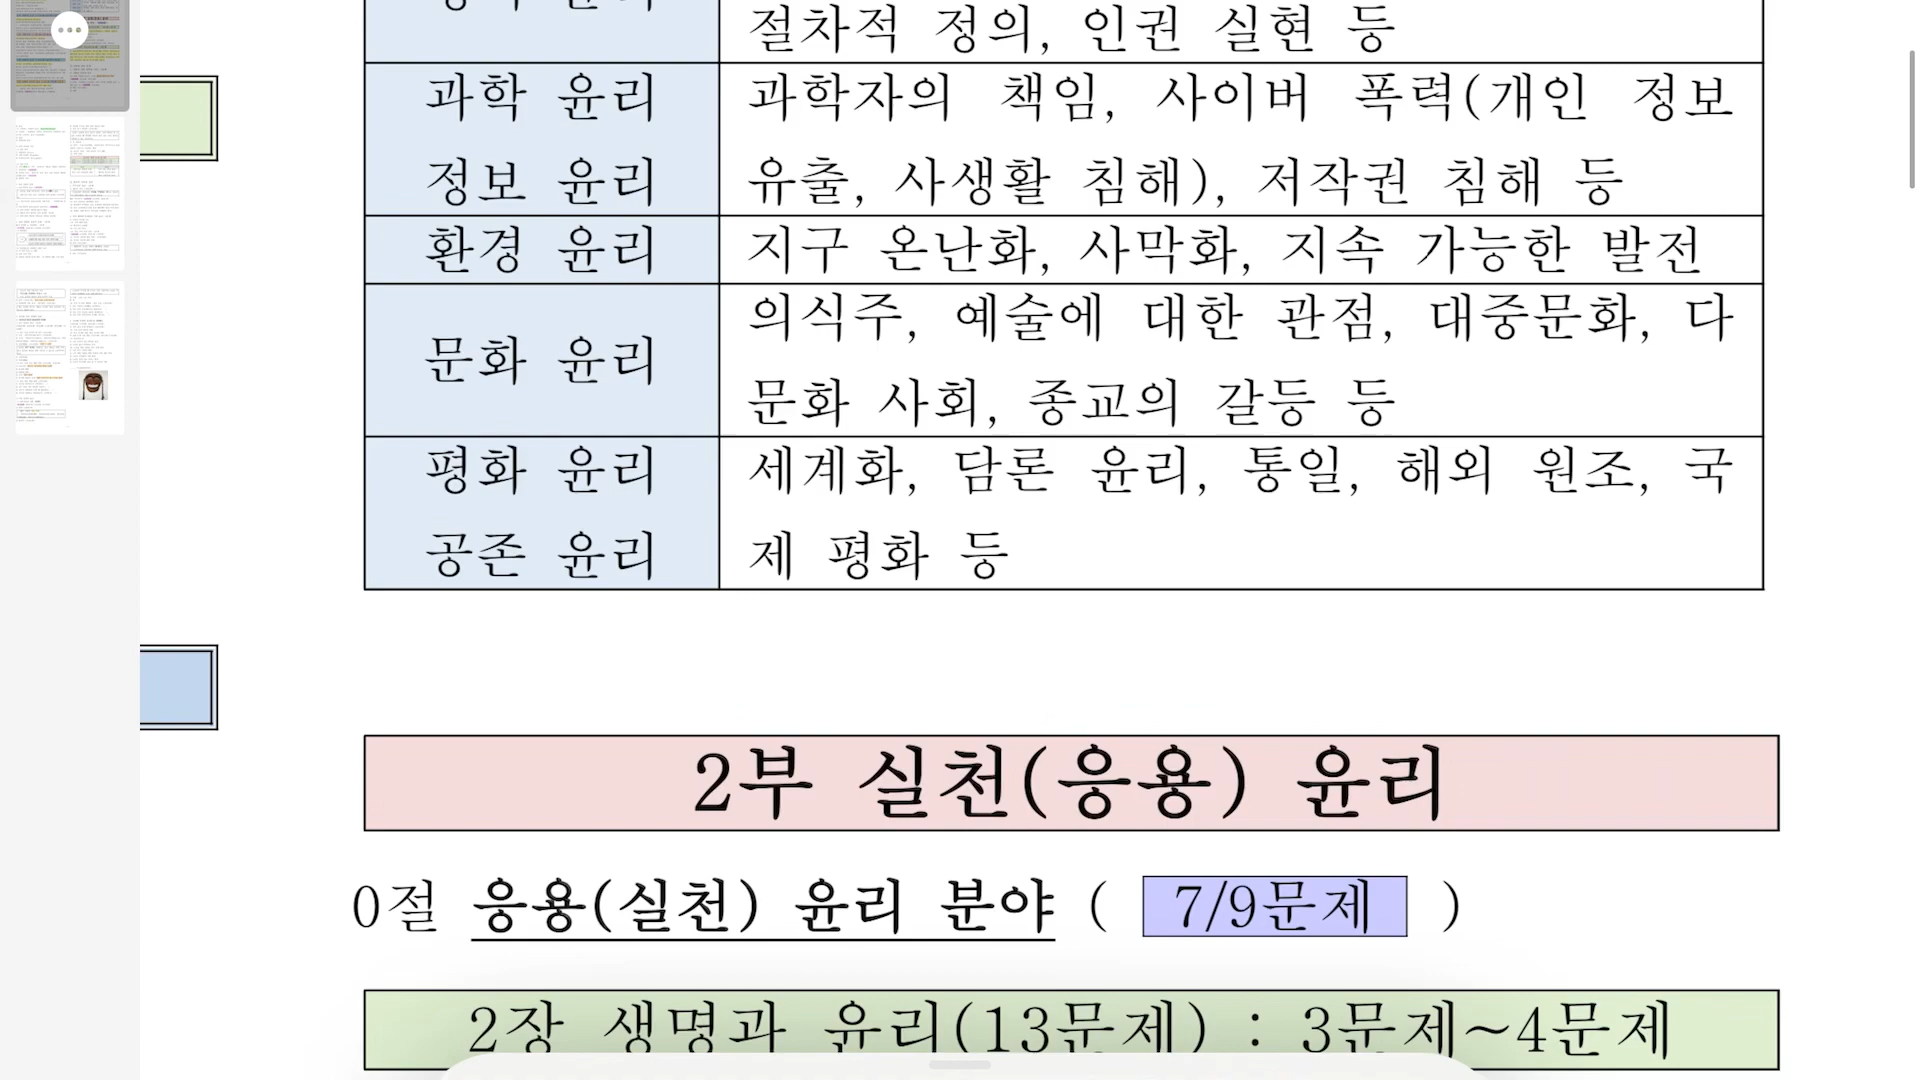 절차적 정의, 인권 실현 등
과학 윤리
정보 윤리
과학자의 책임, 사이버 폭력(개인 정보
유출, 사생활 침해), 저작권 침해 등
환경 윤리
지구 온난화, 사막화, 지속 가능한 발전
문화 윤리
의식주, 예술에 대한 관점, 대중문화, 다
문화 사회, 종교의 갈등 등
평화 윤리
공존 윤리
세계화, 담론 윤리, 통일, 해외 원조, 국
제 평화 등
2부 실천(응용) 윤리
0절 응용(실천) 윤리 분야 ( 7/9문제 )
2장 생명과 윤리(13문제) : 3문제~4문제